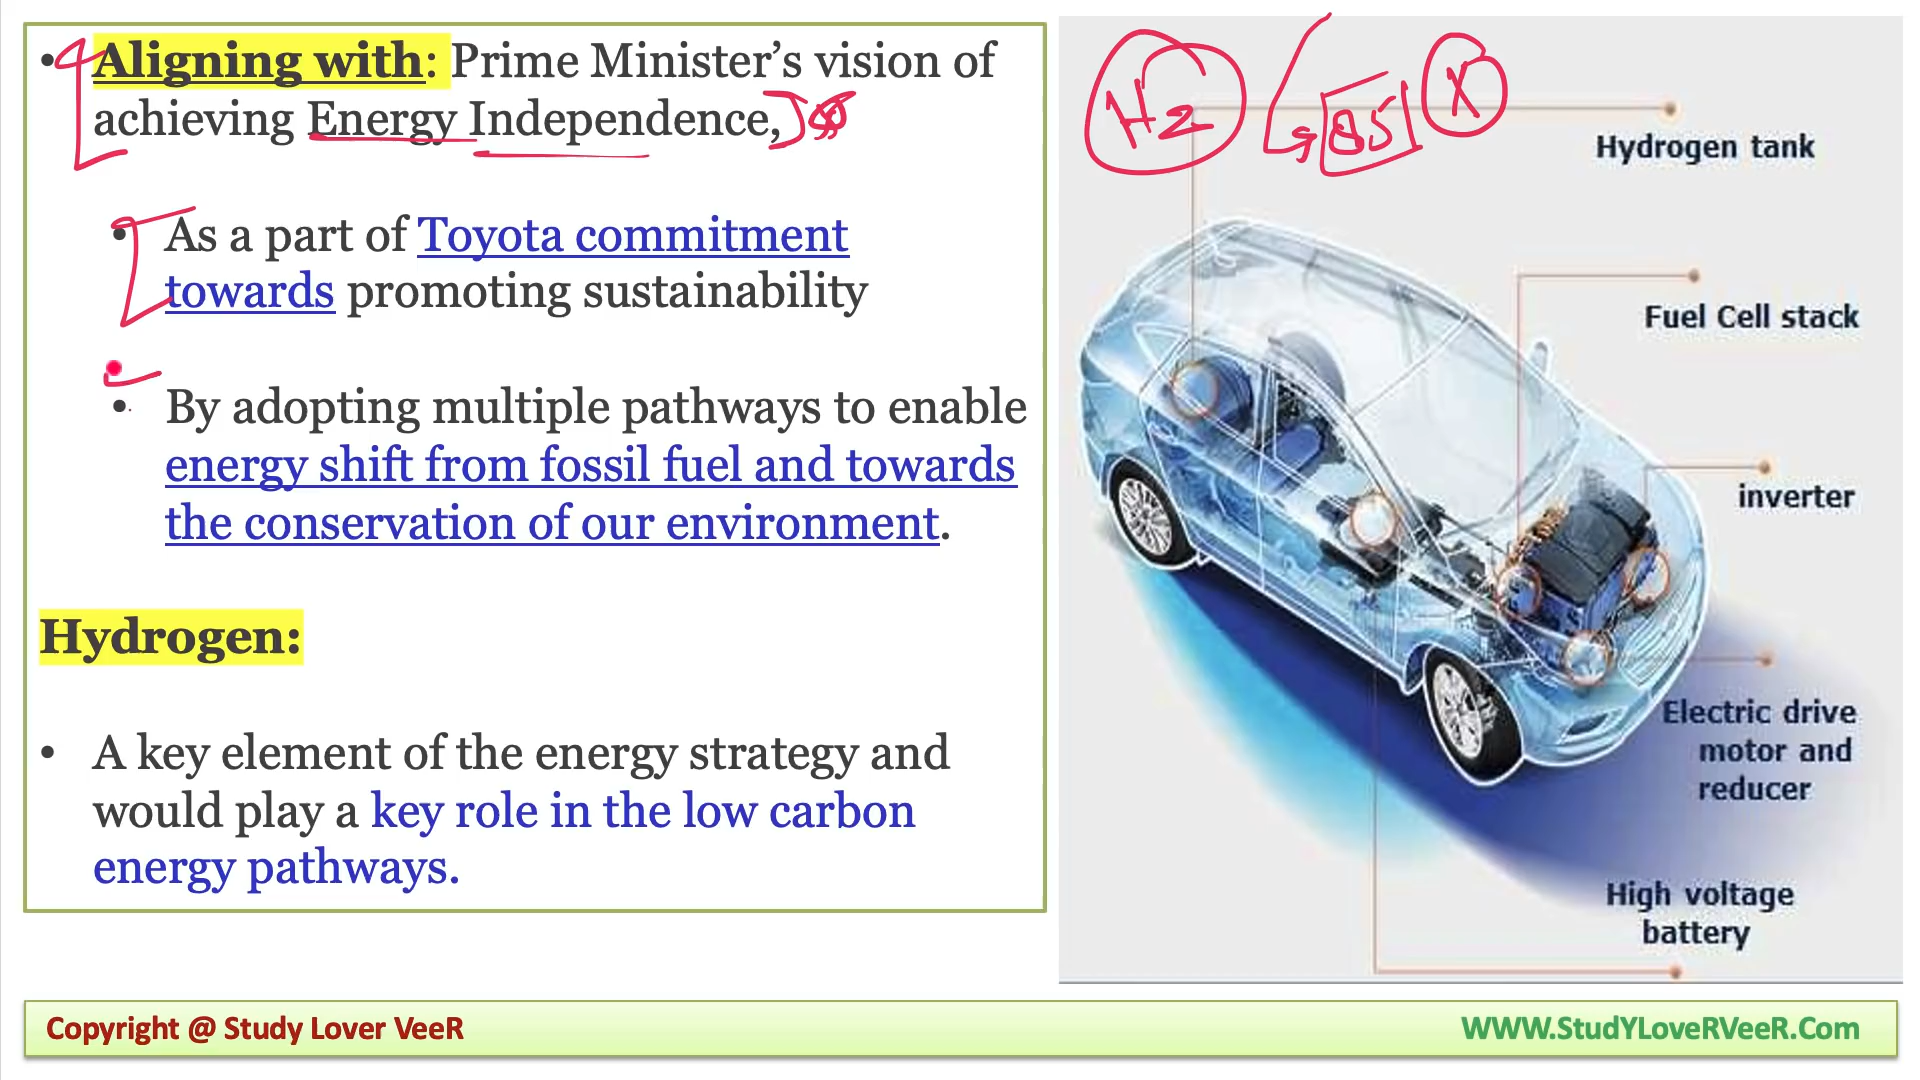 • Aligning with: Prime Minister’s vision of
achieving Energy Independence,
• As a part of Toyota commitment
towards promoting sustainability
• By adopting multiple pathways to enable
energy shift from fossil fuel and towards
the conservation of our environment.
Hydrogen:
• A key element of the energy strategy and
would play a key role in the low carbon
energy pathways.
H2 85 X
Hydrogen tank
Fuel Cell stack
inverter
Electric drive
motor and
reducer
High voltage
battery
Copyright @ Study Lover VeeR
WWW.StudYLoveRVeeR.Com